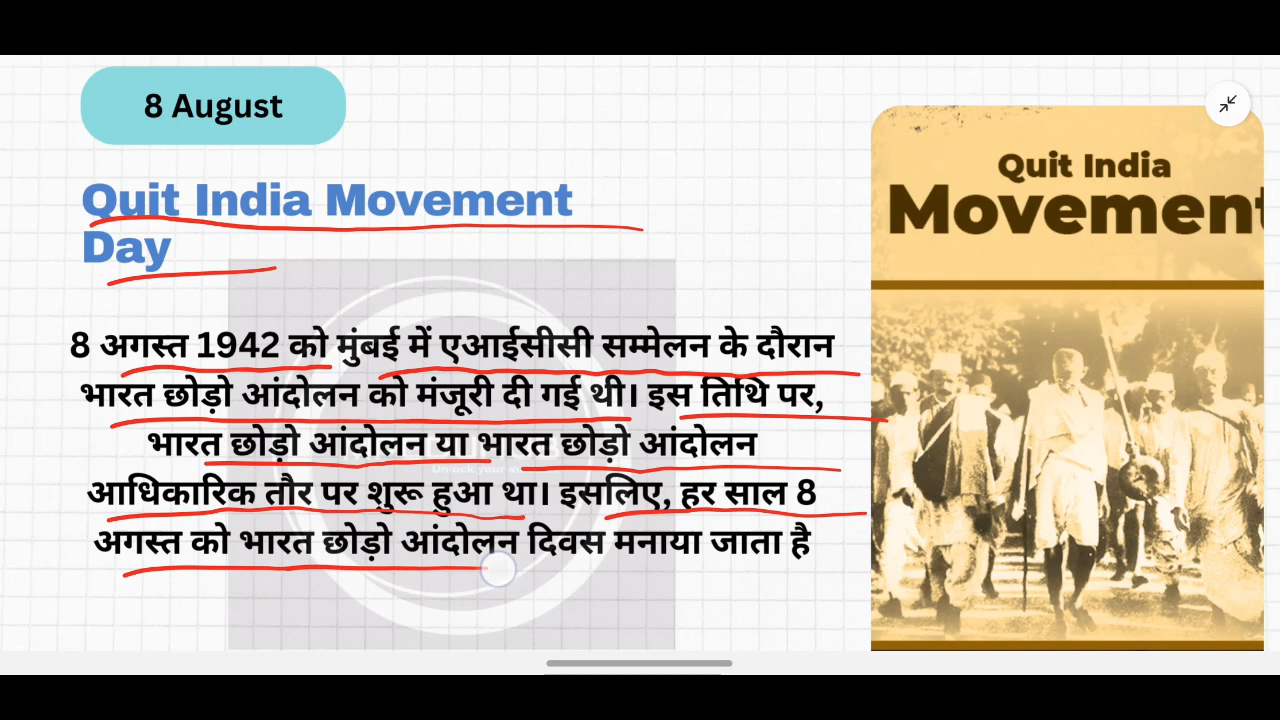 8 August
Quit India Movement
Day
8 अगस्त 1942 को मुंबई में एआईसीसी सम्मेलन के दौरान
भारत छोड़ो आंदोलन को मंजूरी दी गई थी। इस तिथि पर,
भारत छोड़ो आंदोलन या भारत छोड़ो आंदोलन
आधिकारिक तौर पर शुरू हुआ था। इसलिए, हर साल 8
अगस्त को भारत छोड़ो आंदोलन दिवस मनाया जाता है
Quit India
Movement